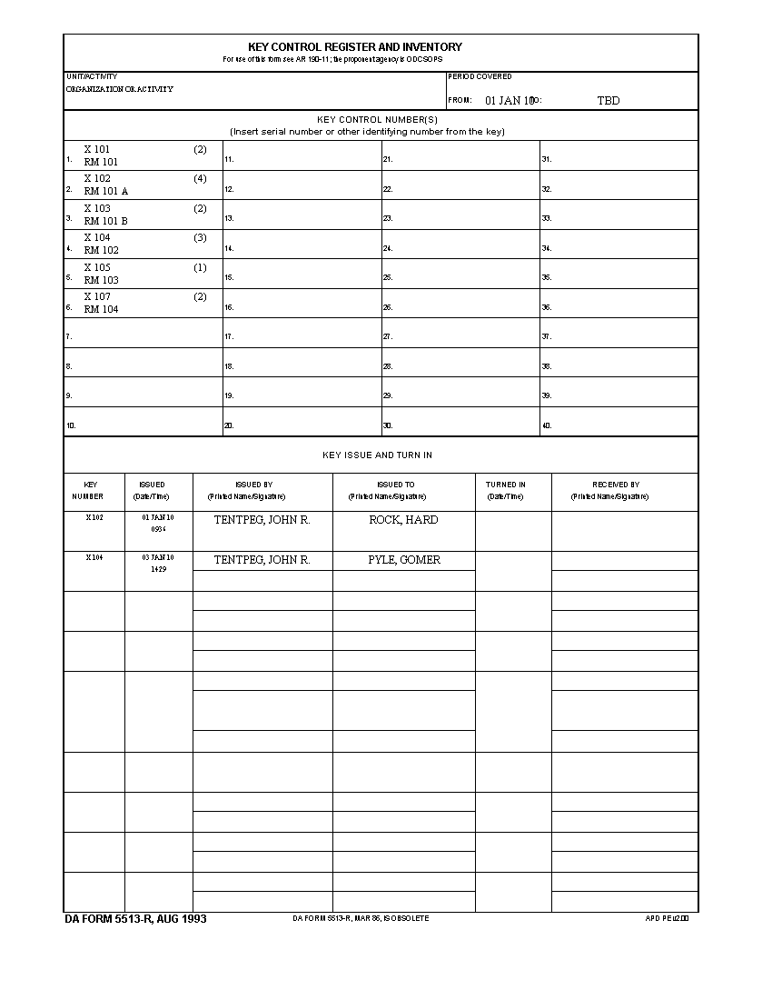 KEY CONTROL REGISTER AND INVENTORY
For use of this form see AR 190-11; the proponent agency is ODCSOPS
UNIT/ACTIVITY
ORGANIZATION OR ACTIVITY
PERIOD COVERED
FROM: 01 JAN 10 TO: TBD
KEY CONTROL NUMBER(S)
(Insert serial number or other identifying number from the key)
1. X 101 (2)
RM 101
11.
21.
31.
2. X 102 (4)
RM 101 A
12.
22.
32.
3. X 103 (2)
RM 101 B
13.
23.
33.
4. X 104 (3)
RM 102
14.
24.
34.
5. X 105 (1)
RM 103
15.
25.
35.
6. X 107 (2)
RM 104
16.
26.
36.
7. 17. 27. 37.
8. 18. 28. 38.
9. 19. 29. 39.
10. 20. 30. 40.
KEY ISSUE AND TURN IN
KEY ISSUED ISSUED BY ISSUED TO TURNED IN RECEIVED BY
NUMBER (Date/Time) (Printed Name/Signature) (Printed Name/Signature) (Date/Time) (Printed Name/Signature)
X 102 01 JAN 10 TENTPEG, JOHN R. ROCK, HARD
0934
X 104 03 JAN 10 TENTPEG, JOHN R. PYLE, GOMER
1429
DA FORM 5513-R, AUG 1993 DA FORM 5513-R, MAR 86, IS OBSOLETE APD PE v2.00